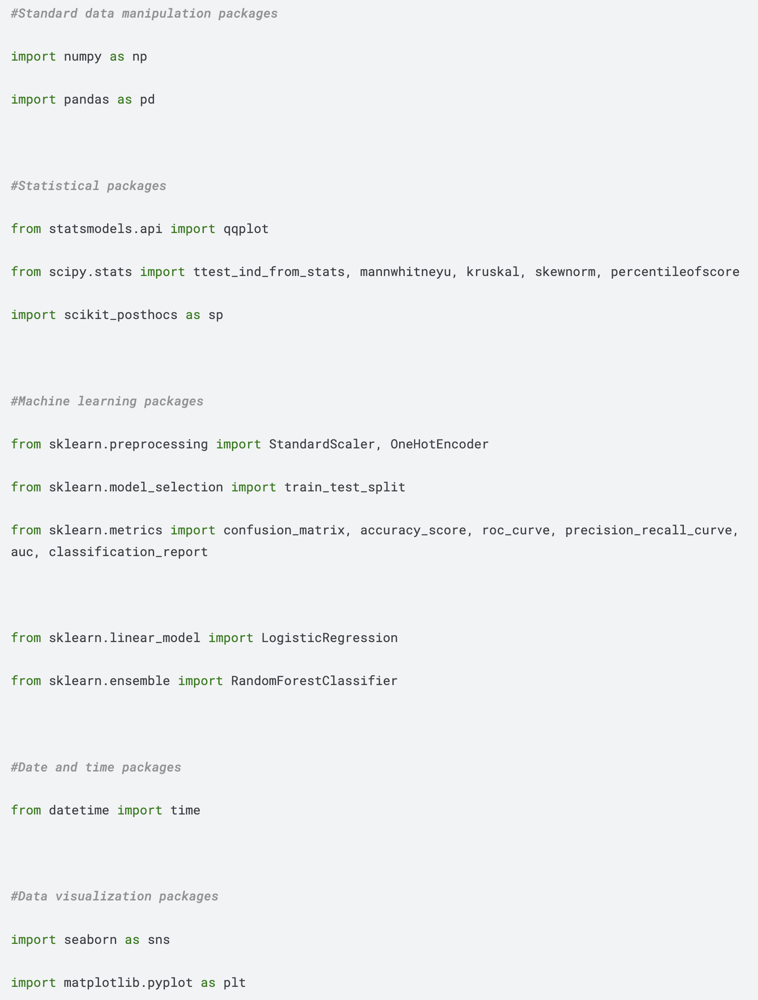 #Standard data manipulation packages
import numpy as np
import pandas as pd
#Statistical packages
from statsmodels.api import qqplot
from scipy.stats import ttest_ind_from_stats, mannwhitneyu, kruskal, skewnorm, percentileofscore
import scikit_posthocs as sp
#Machine learning packages
from sklearn.preprocessing import StandardScaler, OneHotEncoder
from sklearn.model_selection import train_test_split
from sklearn.metrics import confusion_matrix, accuracy_score, roc_curve, precision_recall_curve,
auc, classification_report
from sklearn.linear_model import LogisticRegression
from sklearn.ensemble import RandomForestClassifier
#Date and time packages
from datetime import time
#Data visualization packages
import seaborn as sns
import matplotlib.pyplot as plt